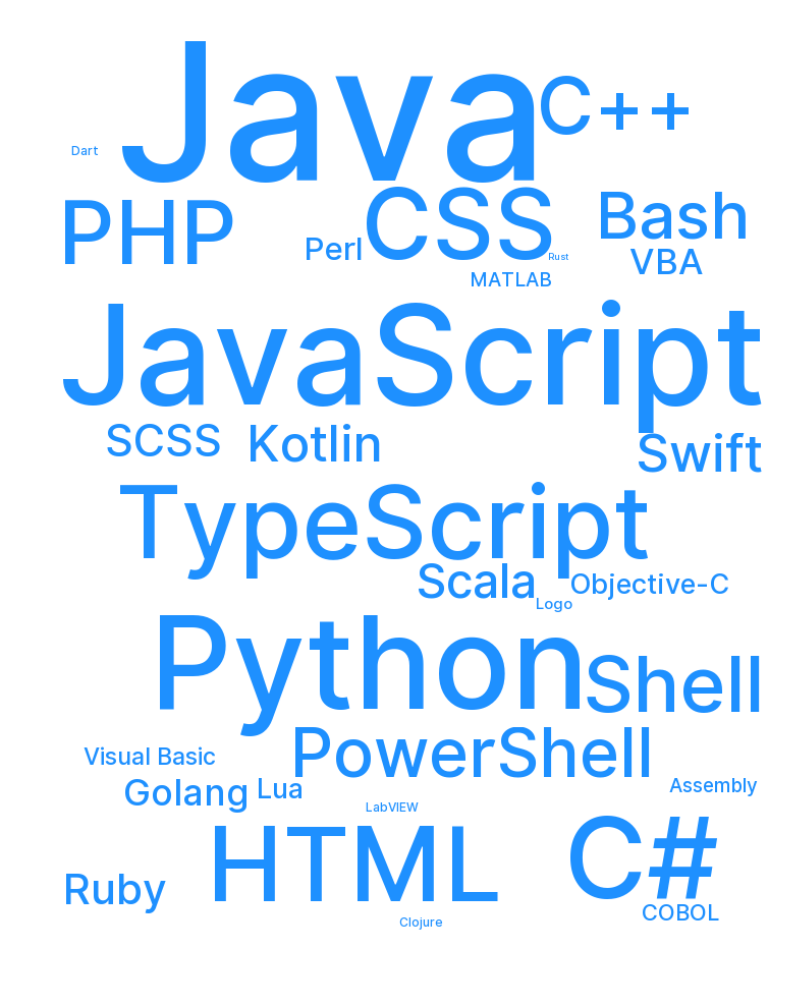 Java
C++
Dart
PHP
Perl
CSS
Bash
VBA
Rust
MATLAB
JavaScript
SCSS
Kotlin
Swift
TypeScript
Scala
Objective-C
Logo
Python
Shell
Visual Basic
PowerShell
Golang
Lua
Assembly
LabVIEW
HTML
C#
Ruby
COBOL
Clojure